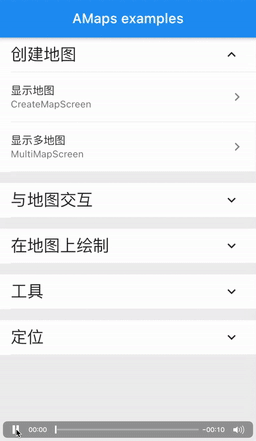 AMaps examples
创建地图
显示地图
CreateMapScreen
显示多地图
MultiMapScreen
与地图交互
在地图上绘制
工具
定位
00:00
-00:10